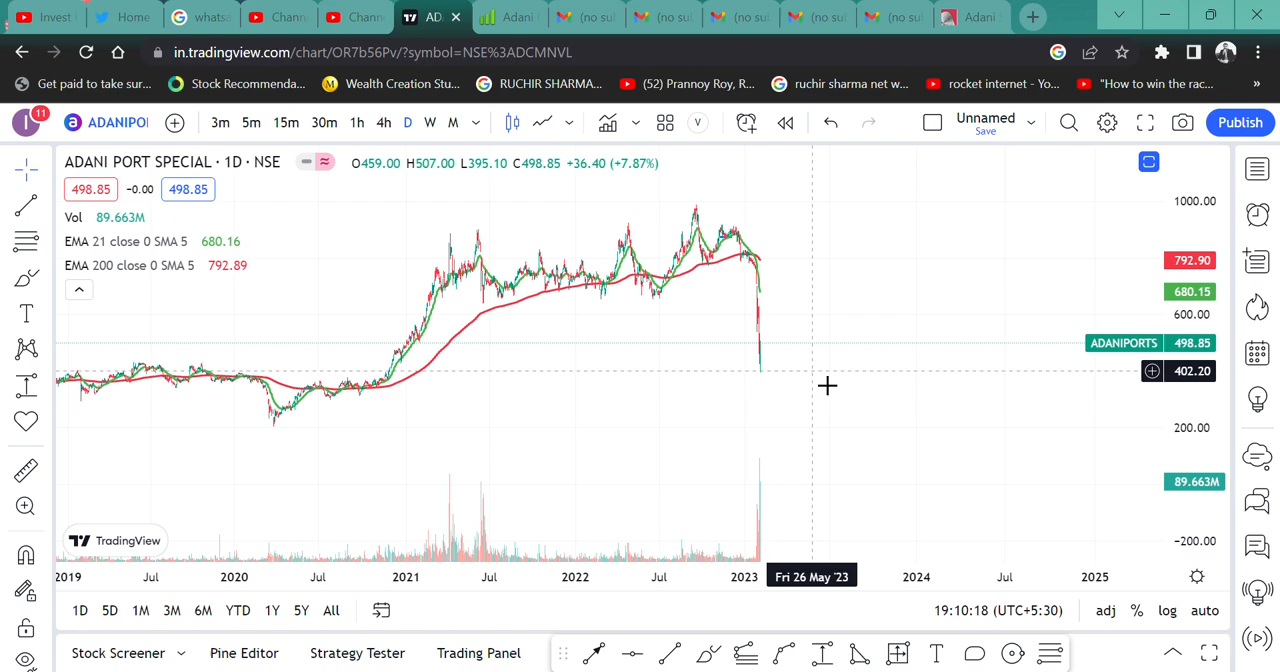 Invest Home whatsa Chann Chann AD Adani (no sul (no sul (no sul (no sul (no sul Adani
in.tradingview.com/chart/OR7b56Pv/?symbol=NSE%3ADCMNVL
Get paid to take sur... Stock Recommenda... Wealth Creation Stu... RUCHIR SHARMA... (52) Prannoy Roy, R... ruchir sharma net w... rocket internet - Yo... "How to win the rac... »
I 11 ADANIPO 3m 5m 15m 30m 1h 4h D W M V Unnamed Publish
Save
ADANI PORT SPECIAL · 1D · NSE O459.00 H507.00 L395.10 C498.85 +36.40 (+7.87%)
498.85 -0.00 498.85
Vol 89.663M
EMA 21 close 0 SMA 5 680.16
EMA 200 close 0 SMA 5 792.89
1000.00
792.90
680.15
600.00
ADANIPORTS 498.85
402.20
200.00
89.663M
TradingView
−200.00
2019 Jul 2020 Jul 2021 Jul 2022 Jul 2023 Fri 26 May '23 2024 Jul 2025
1D 5D 1M 3M 6M YTD 1Y 5Y All 19:10:18 (UTC+5:30) adj % log auto
Stock Screener Pine Editor Strategy Tester Trading Panel